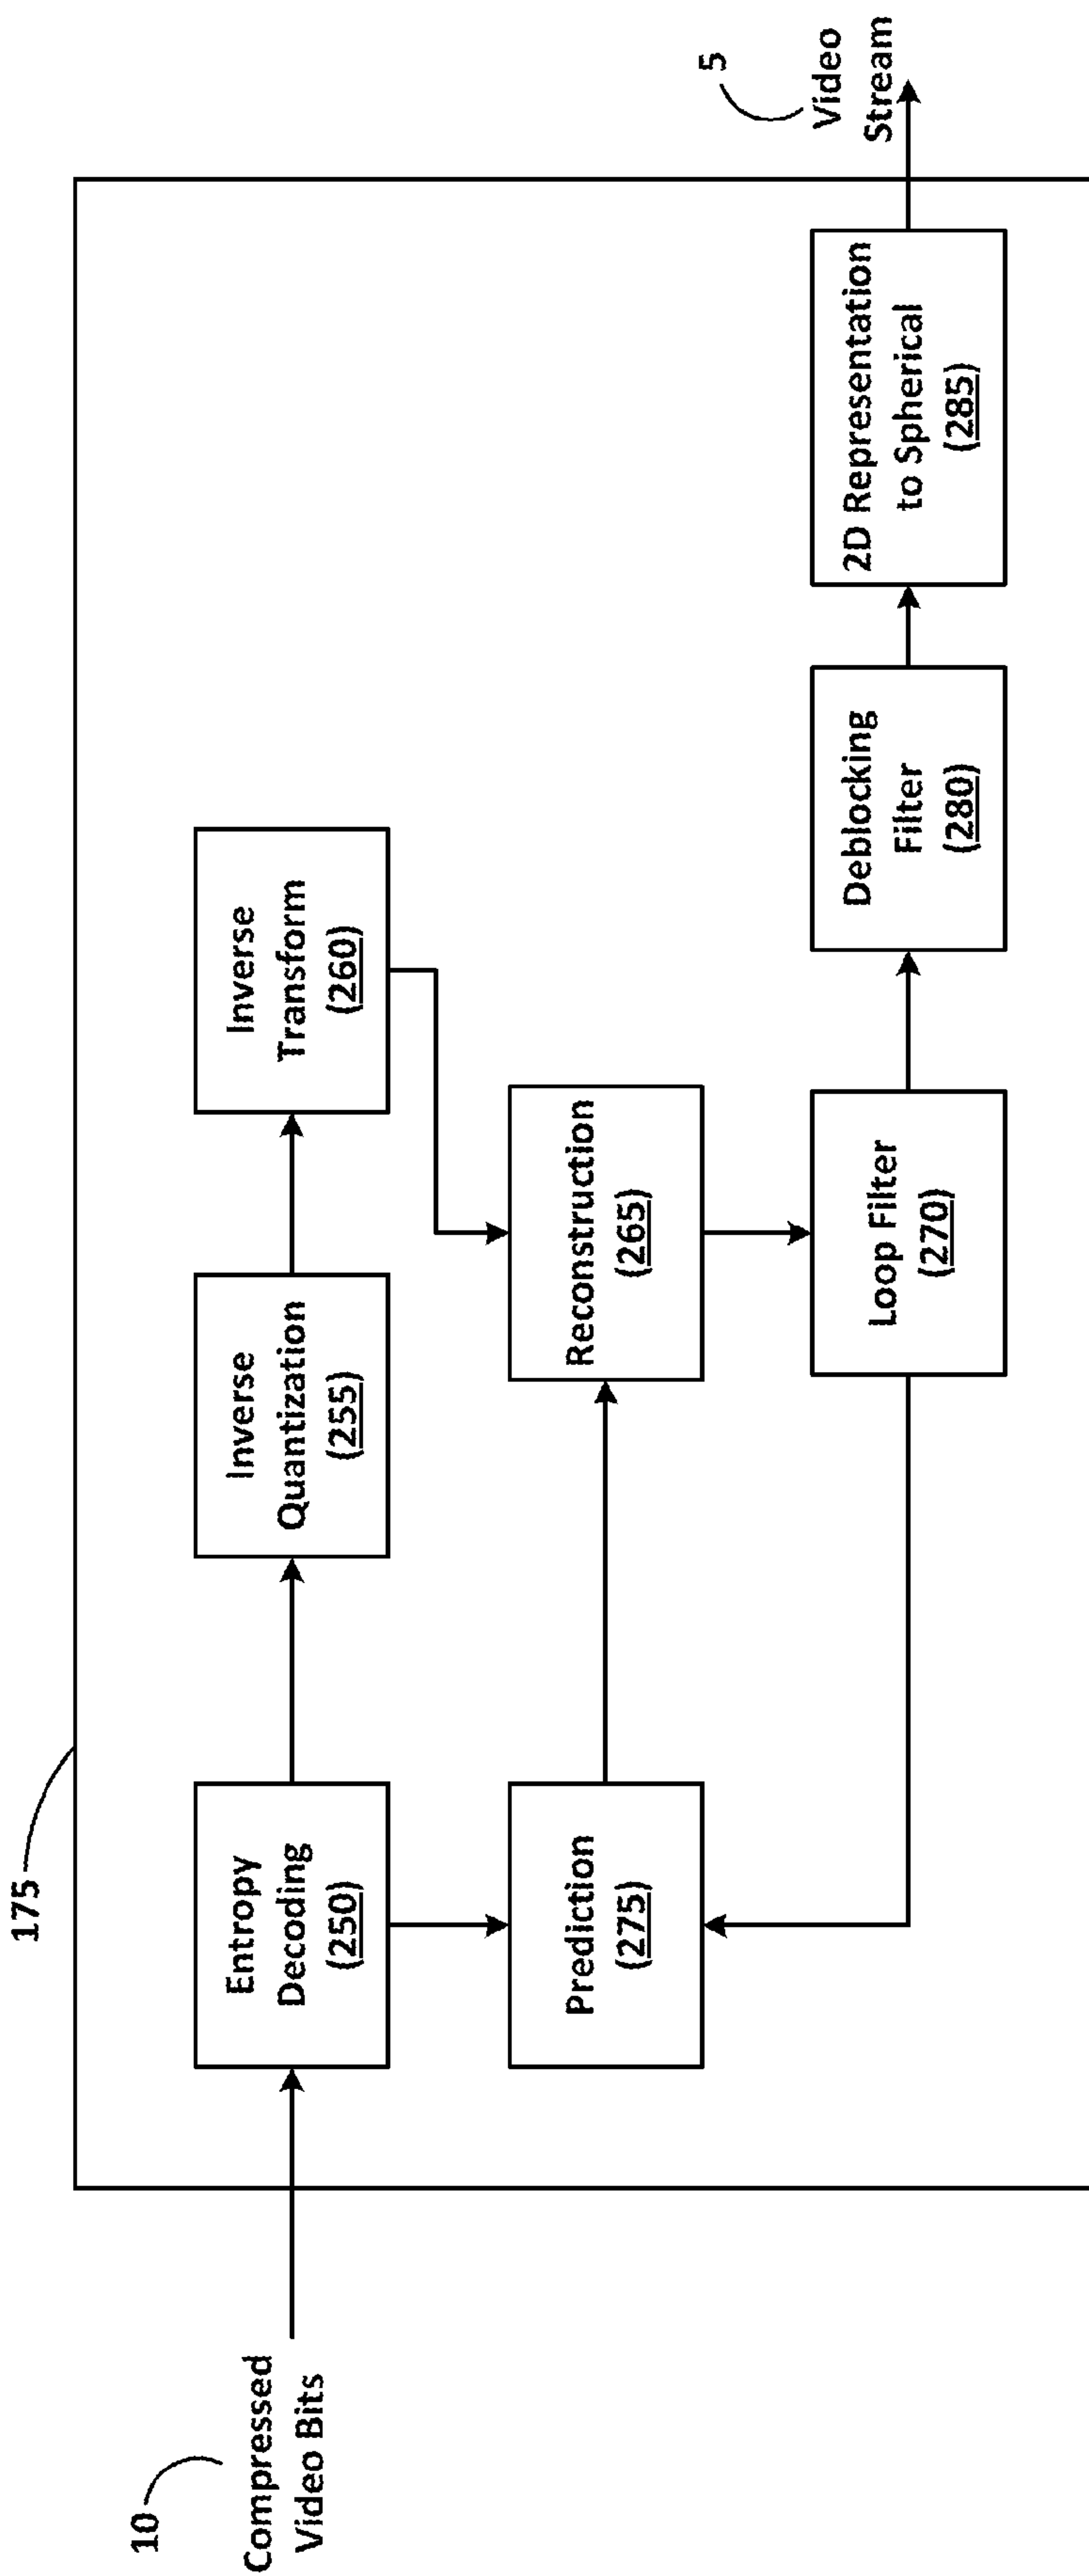 175
10
Compressed
Video Bits
Entropy
Decoding
(250)
Inverse
Quantization
(255)
Inverse
Transform
(260)
Prediction
(275)
Reconstruction
(265)
Loop Filter
(270)
Deblocking
Filter
(280)
2D Representation
to Spherical
(285)
5
Video
Stream